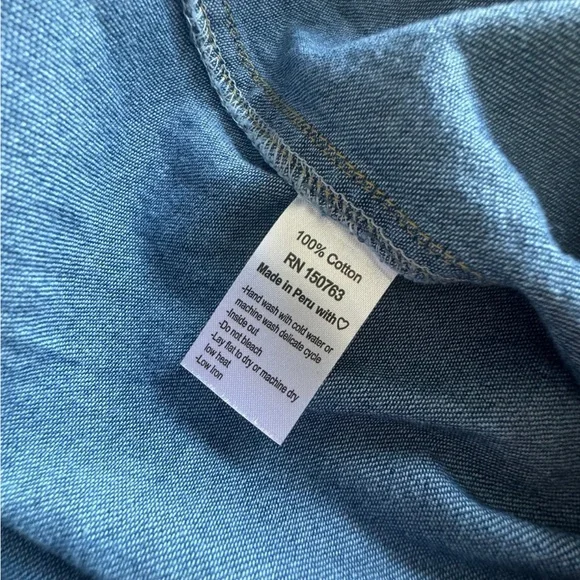 100% Cotton
RN 150763
Made in Peru with♡
-Hand wash with cold water or
machine wash delicate cycle
-Inside out
-Do not bleach
-Lay flat to dry or machine dry
low heat
-Low Iron